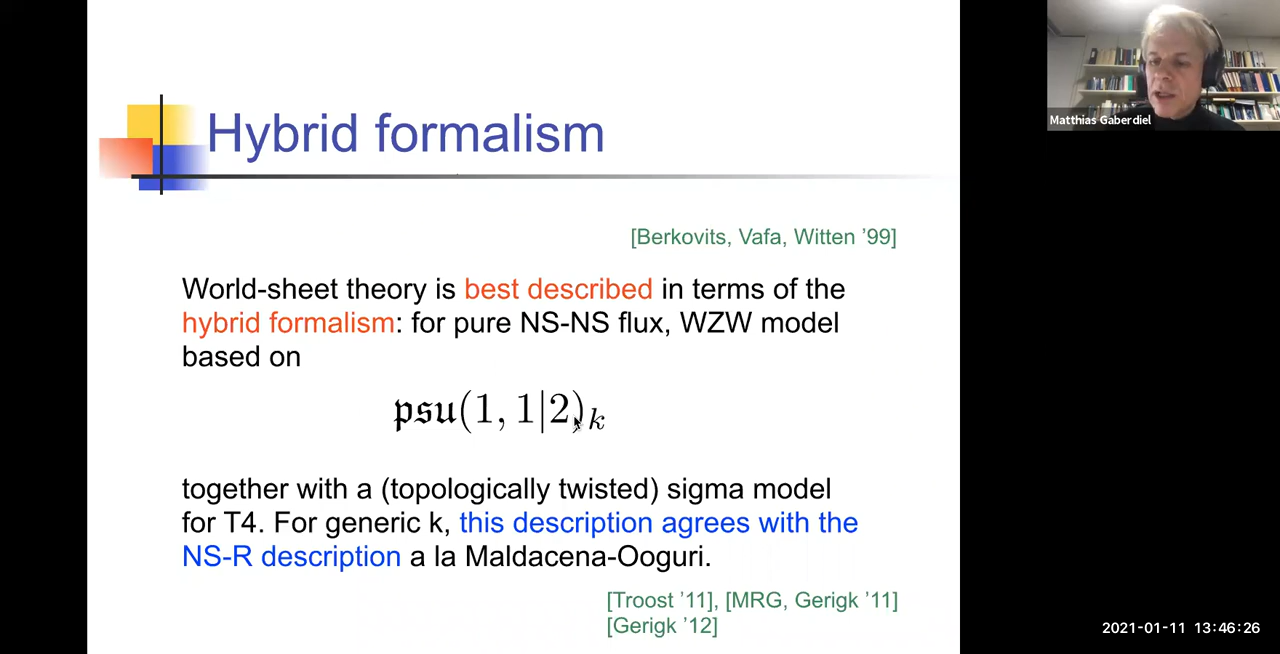 Hybrid formalism
[Berkovits, Vafa, Witten ’99]
World-sheet theory is best described in terms of the
hybrid formalism: for pure NS-NS flux, WZW model
based on
𝔭𝔰𝔲(1, 1|2)ₖ
together with a (topologically twisted) sigma model
for T4. For generic k, this description agrees with the
NS-R description a la Maldacena-Ooguri.
[Troost ’11], [MRG, Gerigk ’11]
[Gerigk ’12]
Matthias Gaberdiel
2021-01-11 13:46:26